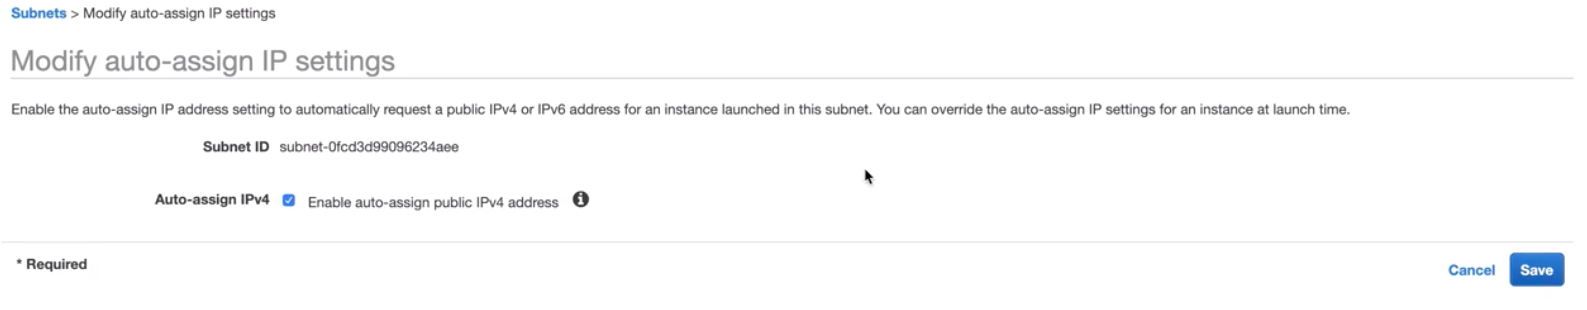 Subnets > Modify auto-assign IP settings
Modify auto-assign IP settings
Enable the auto-assign IP address setting to automatically request a public IPv4 or IPv6 address for an instance launched in this subnet. You can override the auto-assign IP settings for an instance at launch time.
Subnet ID subnet-0fcd3d99096234aee
Auto-assign IPv4 Enable auto-assign public IPv4 address
* Required
Cancel Save